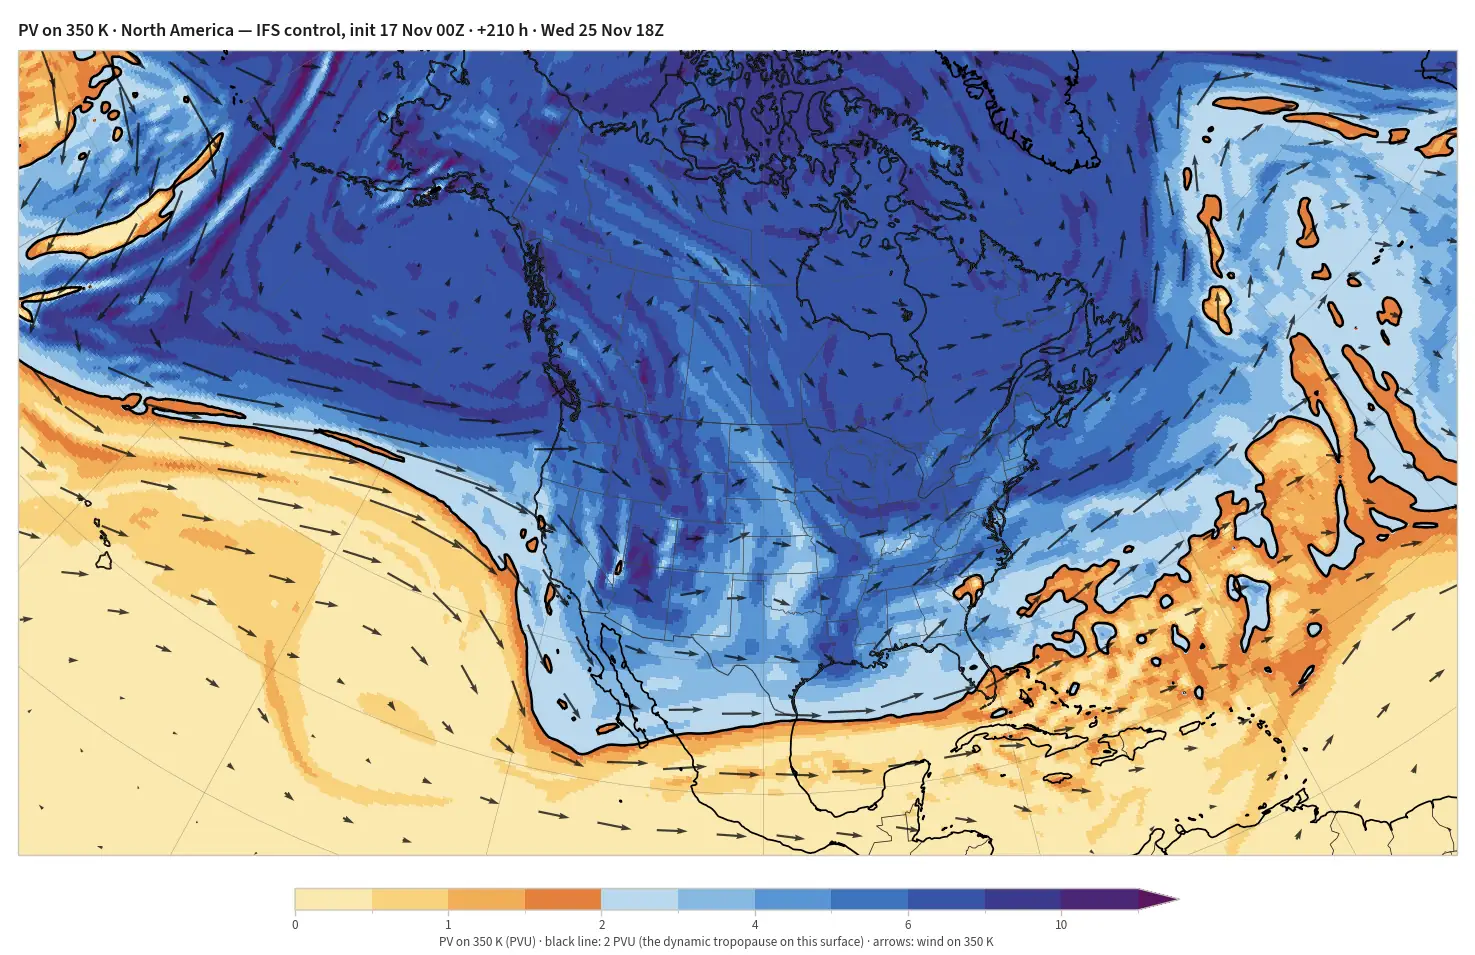 PV on 350 K · North America — IFS control, init 17 Nov 00Z · +210 h · Wed 25 Nov 18Z
0 1 2 4 6 10
PV on 350 K (PVU) · black line: 2 PVU (the dynamic tropopause on this surface) · arrows: wind on 350 K